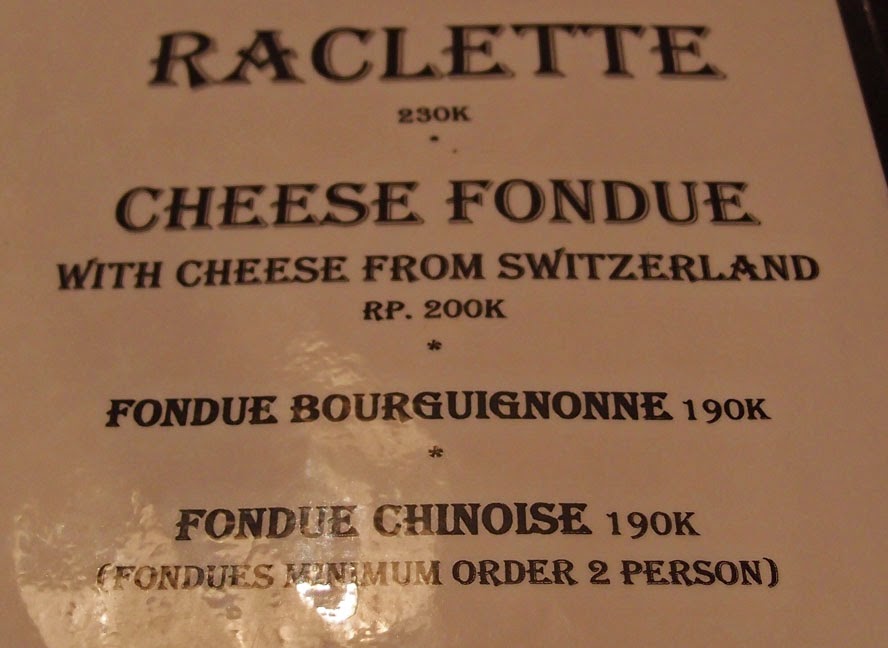 RACLETTE
230K
*
CHEESE FONDUE
WITH CHEESE FROM SWITZERLAND
RP. 200K
*
FONDUE BOURGUIGNONNE 190K
*
FONDUE CHINOISE 190K
(FONDUES MINIMUM ORDER 2 PERSON)